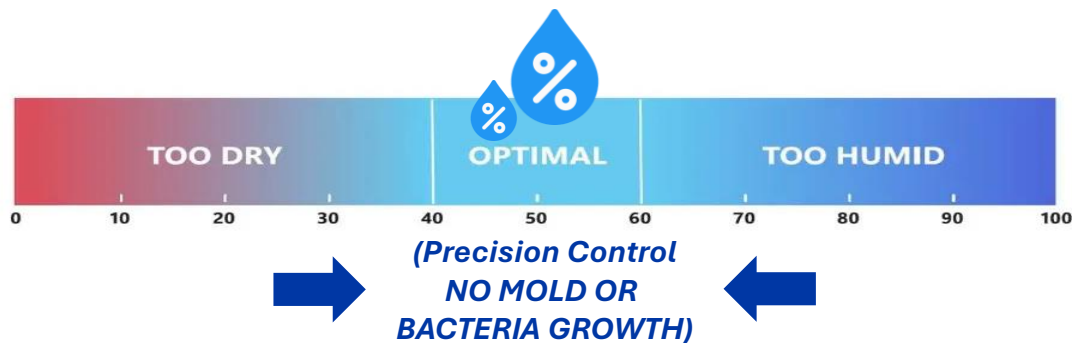 %
%
TOO DRY OPTIMAL TOO HUMID
0 10 20 30 40 50 60 70 80 90 100
(Precision Control
NO MOLD OR
BACTERIA GROWTH)